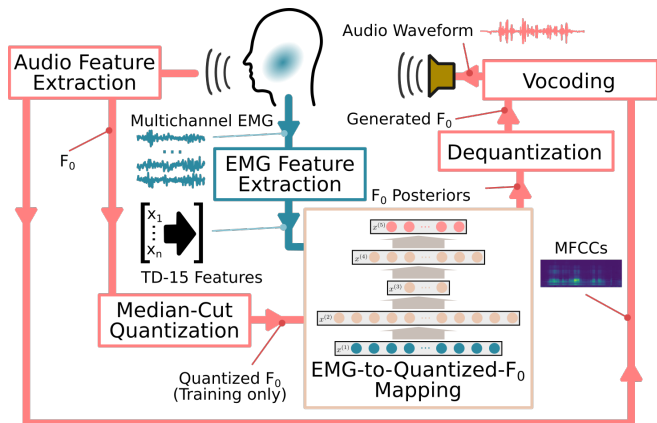 Audio Waveform
Audio Feature
Extraction
Vocoding
Multichannel EMG
Generated F0
F0
EMG Feature
Extraction
Dequantization
F0 Posteriors
x1
⋮
xn
TD-15 Features
x(5) ...
x(4) ...
x(3) ...
x(2) ...
x(1) ...
MFCCs
Median-Cut
Quantization
EMG-to-Quantized-F0
Mapping
Quantized F0
(Training only)